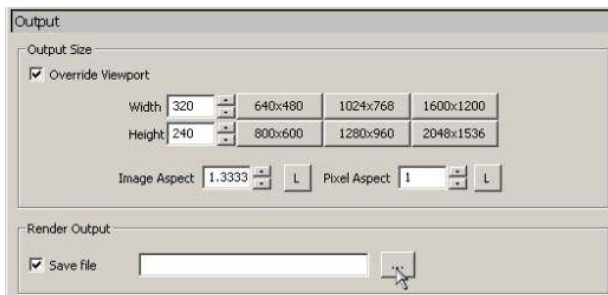 Output
Output Size
Override Viewport
Width 320 640x480 1024x768 1600x1200
Height 240 800x600 1280x960 2048x1536
Image Aspect 1.3333 L Pixel Aspect 1 L
Render Output
Save file ...